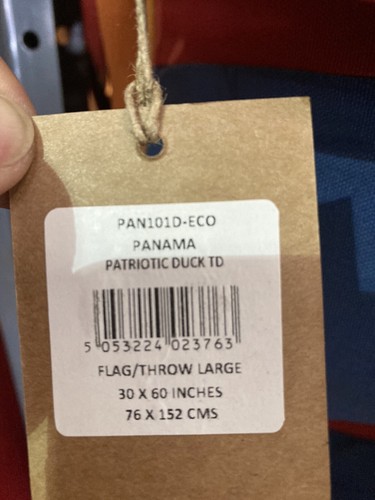 PAN101D-ECO
PANAMA
PATRIOTIC DUCK TD
5 053224 023763
FLAG/THROW LARGE
30 X 60 INCHES
76 X 152 CMS